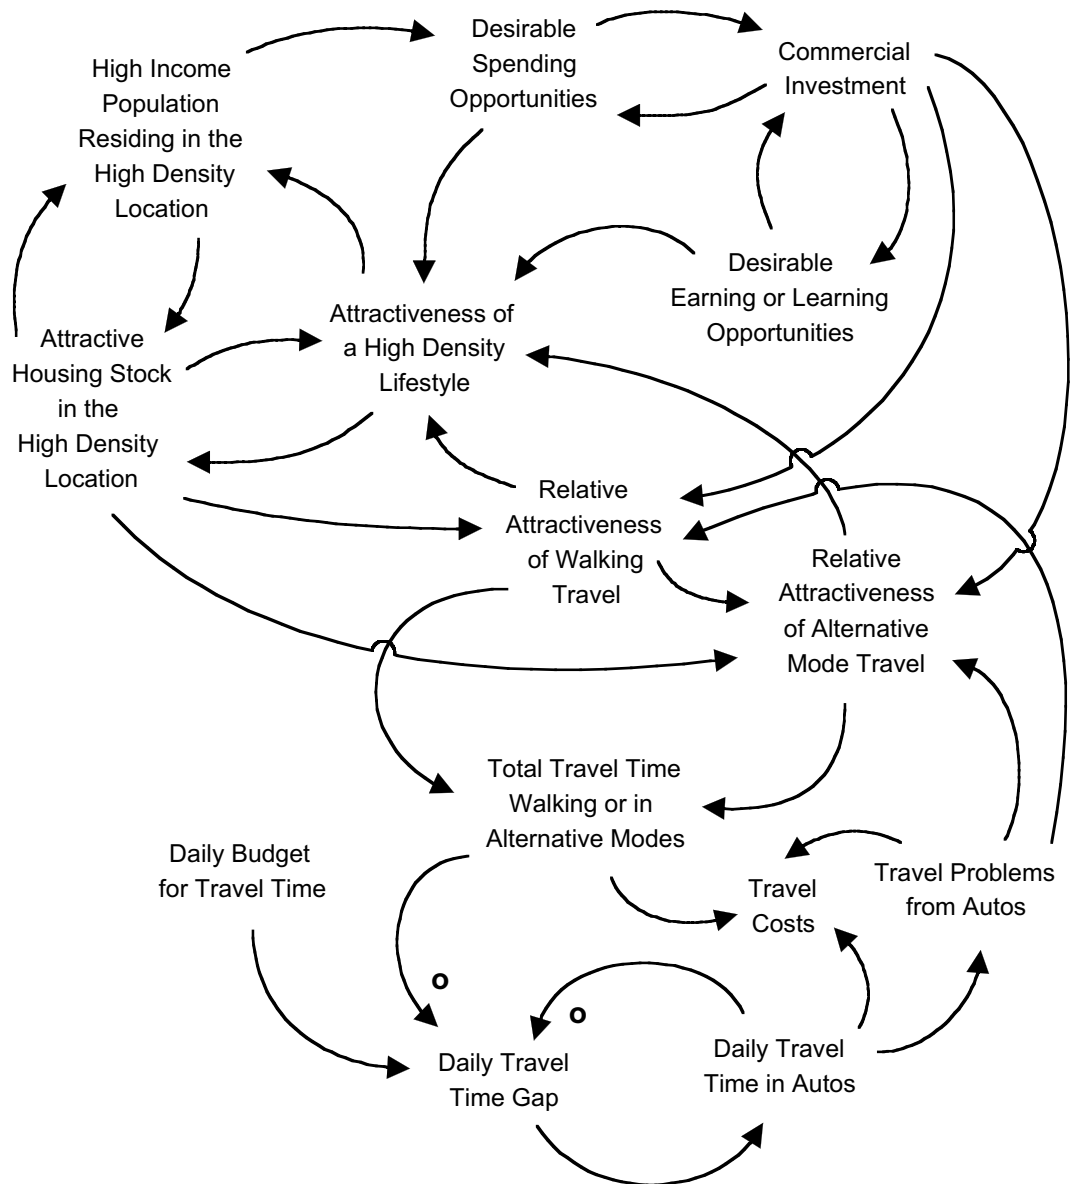 Desirable
Spending
Opportunities
Commercial
Investment
High Income
Population
Residing in the
High Density
Location
Desirable
Earning or Learning
Opportunities
Attractiveness of
a High Density
Lifestyle
Attractive
Housing Stock
in the
High Density
Location
Relative
Attractiveness
of Walking
Travel
Relative
Attractiveness
of Alternative
Mode Travel
Total Travel Time
Walking or in
Alternative Modes
Daily Budget
for Travel Time
Travel
Costs
Travel Problems
from Autos
o
o
Daily Travel
Time Gap
Daily Travel
Time in Autos